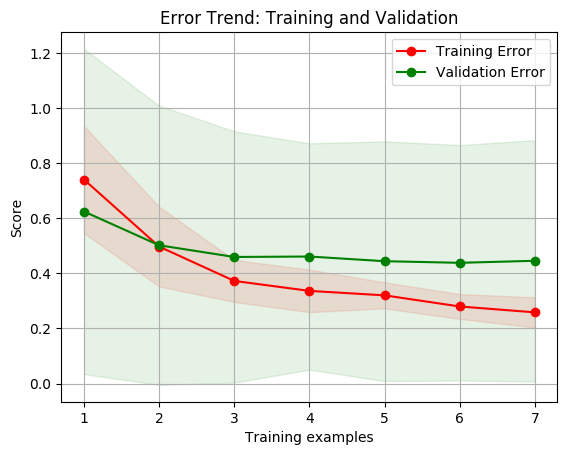 Error Trend: Training and Validation
Training Error
Validation Error
Score
1.2
1.0
0.8
0.6
0.4
0.2
0.0
1 2 3 4 5 6 7
Training examples